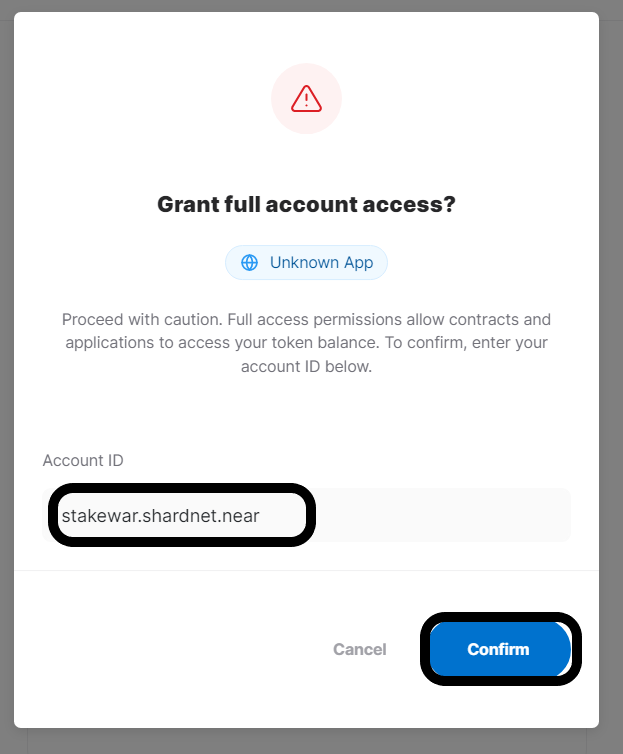 Grant full account access?
Unknown App
Proceed with caution. Full access permissions allow contracts and
applications to access your token balance. To confirm, enter your
account ID below.
Account ID
stakewar.shardnet.near
Cancel
Confirm